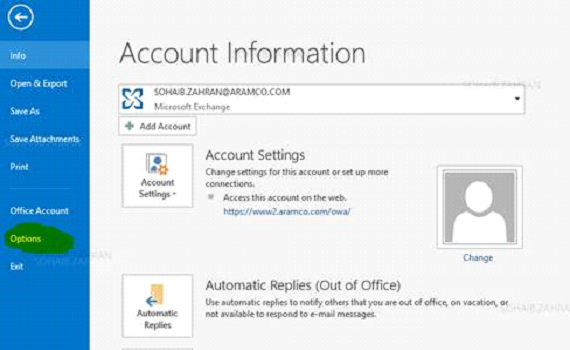 Info
Open & Export
Save As
Save Attachments
Print
Office Account
Options
Exit
Account Information
SOHAIB.ZAHRAN@ARAMCO.COM
Microsoft Exchange
Add Account
Account
Settings
Account Settings
Change settings for this account or set up more
connections.
Access this account on the web.
https://www2.aramco.com/owa/
Change
Automatic
Replies
Automatic Replies (Out of Office)
Use automatic replies to notify others that you are out of office, on vacation, or
not available to respond to e-mail messages.
SOHAIB.ZAHRAN
SOHAIB.ZAHRAN
SOHAIB.ZAHRAN